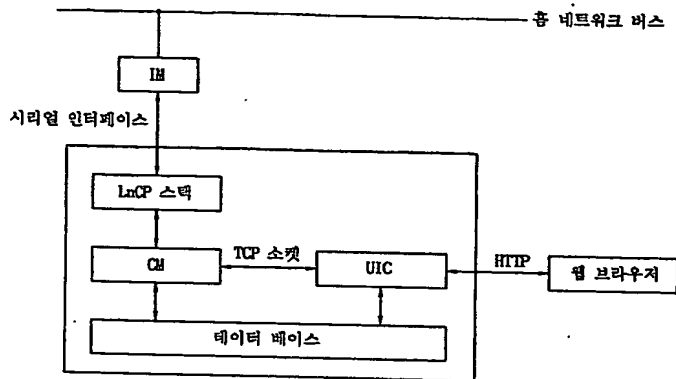 홈 네트워크 버스
IM
시리얼 인터페이스
LnCP 스택
CM
TCP 소켓
UIC
HTTP
웹 브라우저
데이터 베이스